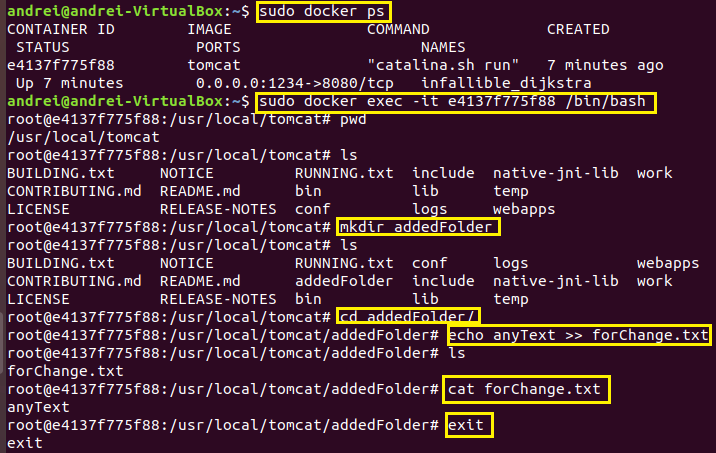 andrei@andrei-VirtualBox:~$ sudo docker ps
CONTAINER ID        IMAGE               COMMAND             CREATED
 STATUS              PORTS                    NAMES
e4137f775f88        tomcat              "catalina.sh run"   7 minutes ago
 Up 7 minutes        0.0.0.0:1234->8080/tcp   infallible_dijkstra
andrei@andrei-VirtualBox:~$ sudo docker exec -it e4137f775f88 /bin/bash
root@e4137f775f88:/usr/local/tomcat# pwd
/usr/local/tomcat
root@e4137f775f88:/usr/local/tomcat# ls
BUILDING.txt     NOTICE         RUNNING.txt  include  native-jni-lib  work
CONTRIBUTING.md  README.md      bin          lib      temp
LICENSE          RELEASE-NOTES  conf         logs     webapps
root@e4137f775f88:/usr/local/tomcat# mkdir addedFolder
root@e4137f775f88:/usr/local/tomcat# ls
BUILDING.txt     NOTICE         RUNNING.txt  conf     logs            webapps
CONTRIBUTING.md  README.md      addedFolder  include  native-jni-lib  work
LICENSE          RELEASE-NOTES  bin          lib      temp
root@e4137f775f88:/usr/local/tomcat# cd addedFolder/
root@e4137f775f88:/usr/local/tomcat/addedFolder# echo anyText >> forChange.txt
root@e4137f775f88:/usr/local/tomcat/addedFolder# ls
forChange.txt
root@e4137f775f88:/usr/local/tomcat/addedFolder# cat forChange.txt
anyText
root@e4137f775f88:/usr/local/tomcat/addedFolder# exit
exit